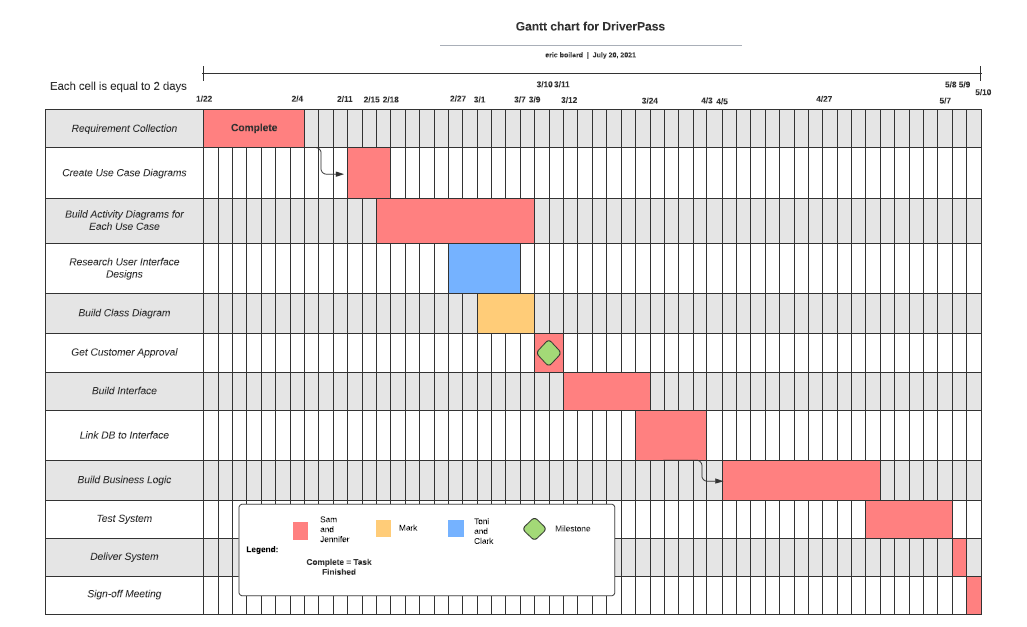 Gantt chart for DriverPass
eric boilard | July 20, 2021
Each cell is equal to 2 days
3/10 3/11
5/8 5/9
5/10
1/22 2/4 2/11 2/15 2/18 2/27 3/1 3/7 3/9 3/12 3/24 4/3 4/5 4/27 5/7
Requirement Collection
Complete
Create Use Case Diagrams
Build Activity Diagrams for
Each Use Case
Research User Interface
Designs
Build Class Diagram
Get Customer Approval
Build Interface
Link DB to Interface
Build Business Logic
Test System
Deliver System
Sign-off Meeting
Legend:
Sam
and
Jennifer
Mark
Toni
and
Clark
Milestone
Complete = Task
Finished